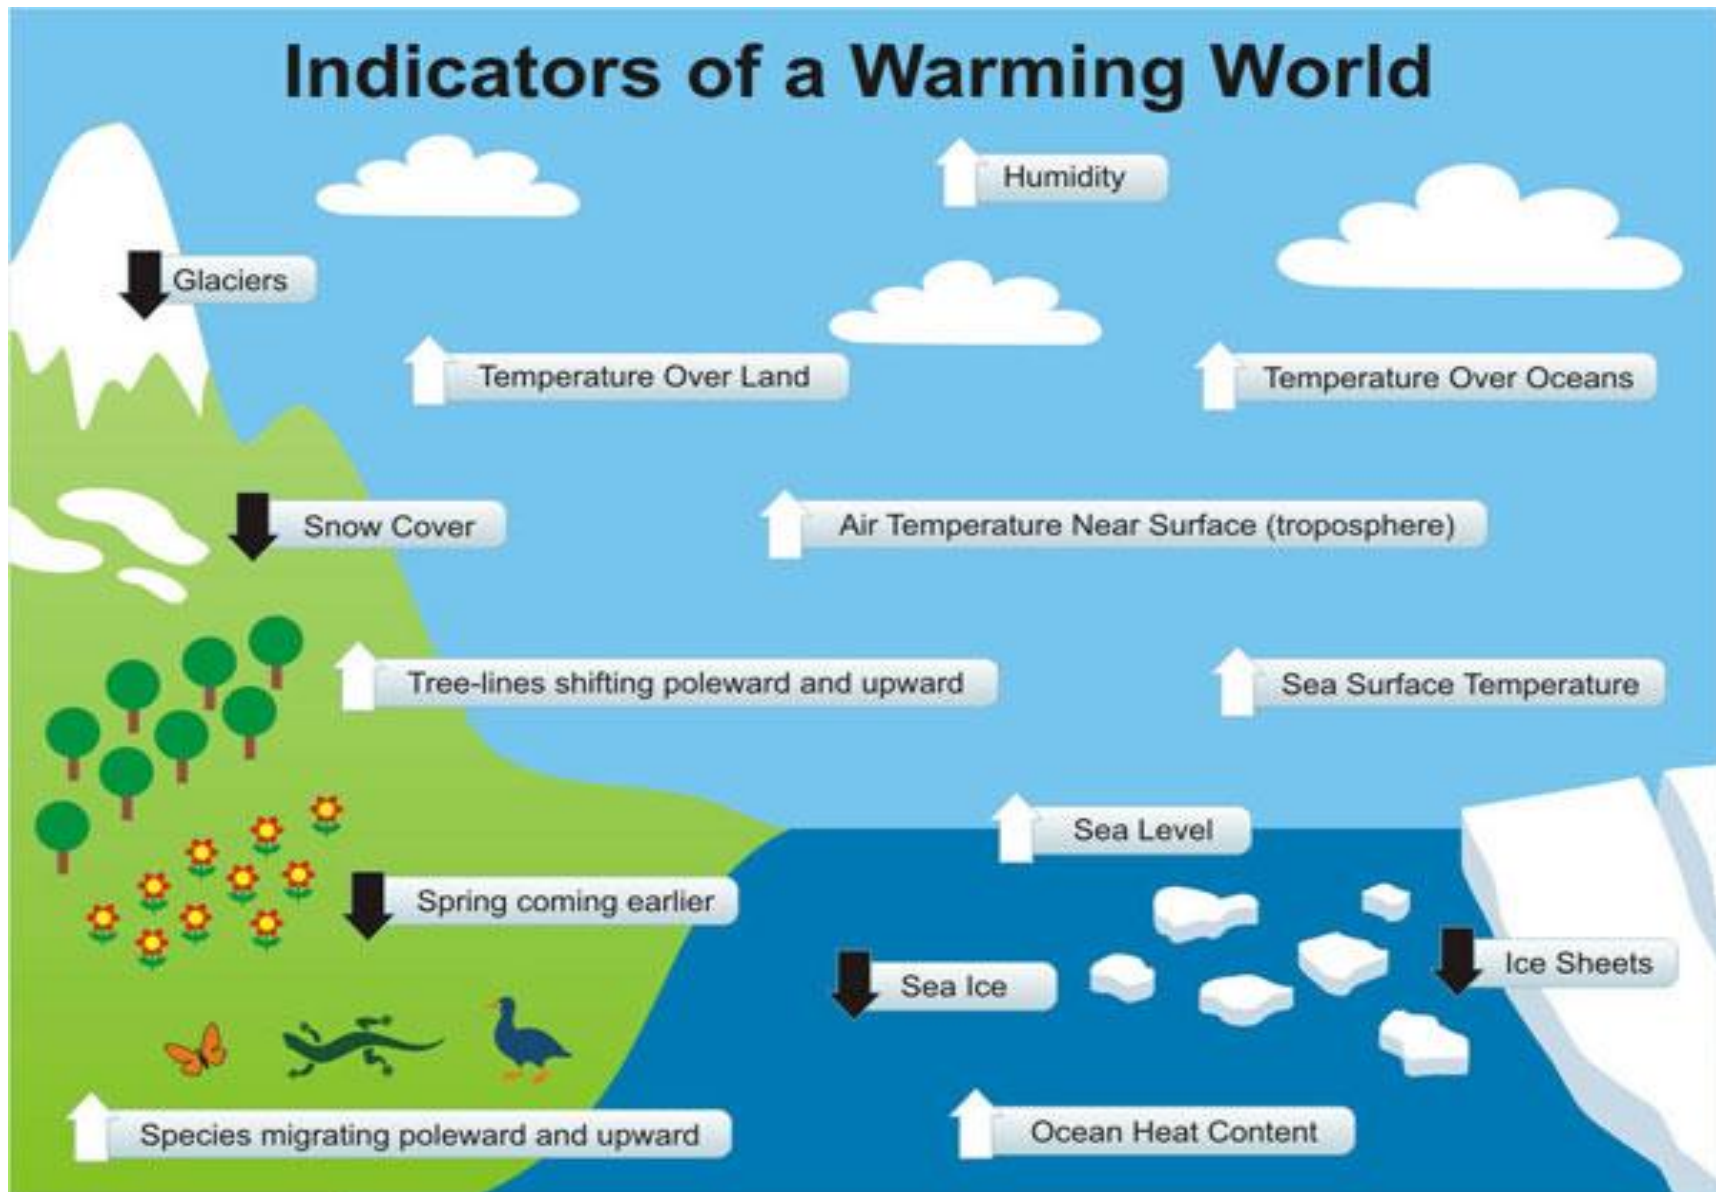 Indicators of a Warming World
Humidity
Glaciers
Temperature Over Land
Temperature Over Oceans
Snow Cover
Air Temperature Near Surface (troposphere)
Tree-lines shifting poleward and upward
Sea Surface Temperature
Sea Level
Spring coming earlier
Ice Sheets
Sea Ice
Species migrating poleward and upward
Ocean Heat Content